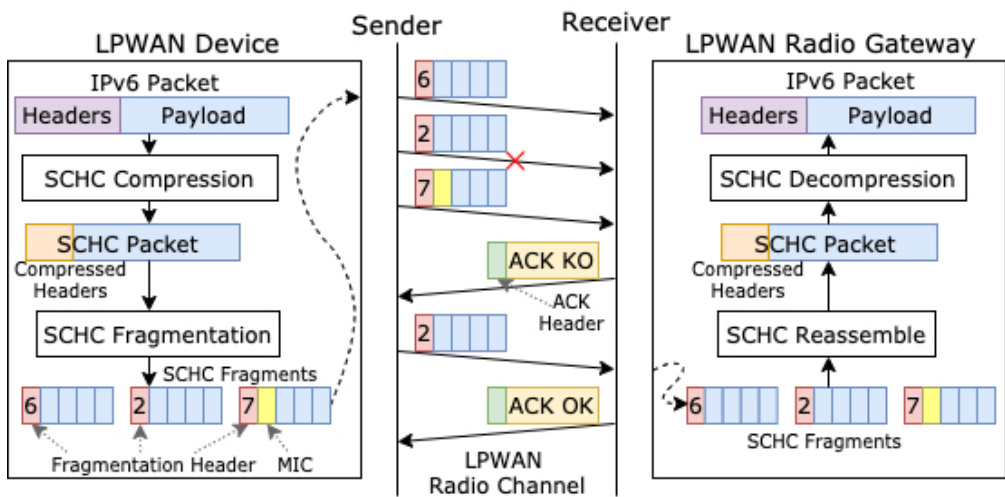 Sender
Receiver
LPWAN Device
LPWAN Radio Gateway
IPv6 Packet
Headers
Payload
SCHC Compression
SCHC Packet
Compressed
Headers
SCHC Fragmentation
SCHC Fragments
6
2
7
Fragmentation Header
MIC
6
2
7
ACK KO
ACK
Header
2
ACK OK
LPWAN
Radio Channel
IPv6 Packet
Headers
Payload
SCHC Decompression
SCHC Packet
Compressed
Headers
SCHC Reassemble
6
2
7
SCHC Fragments